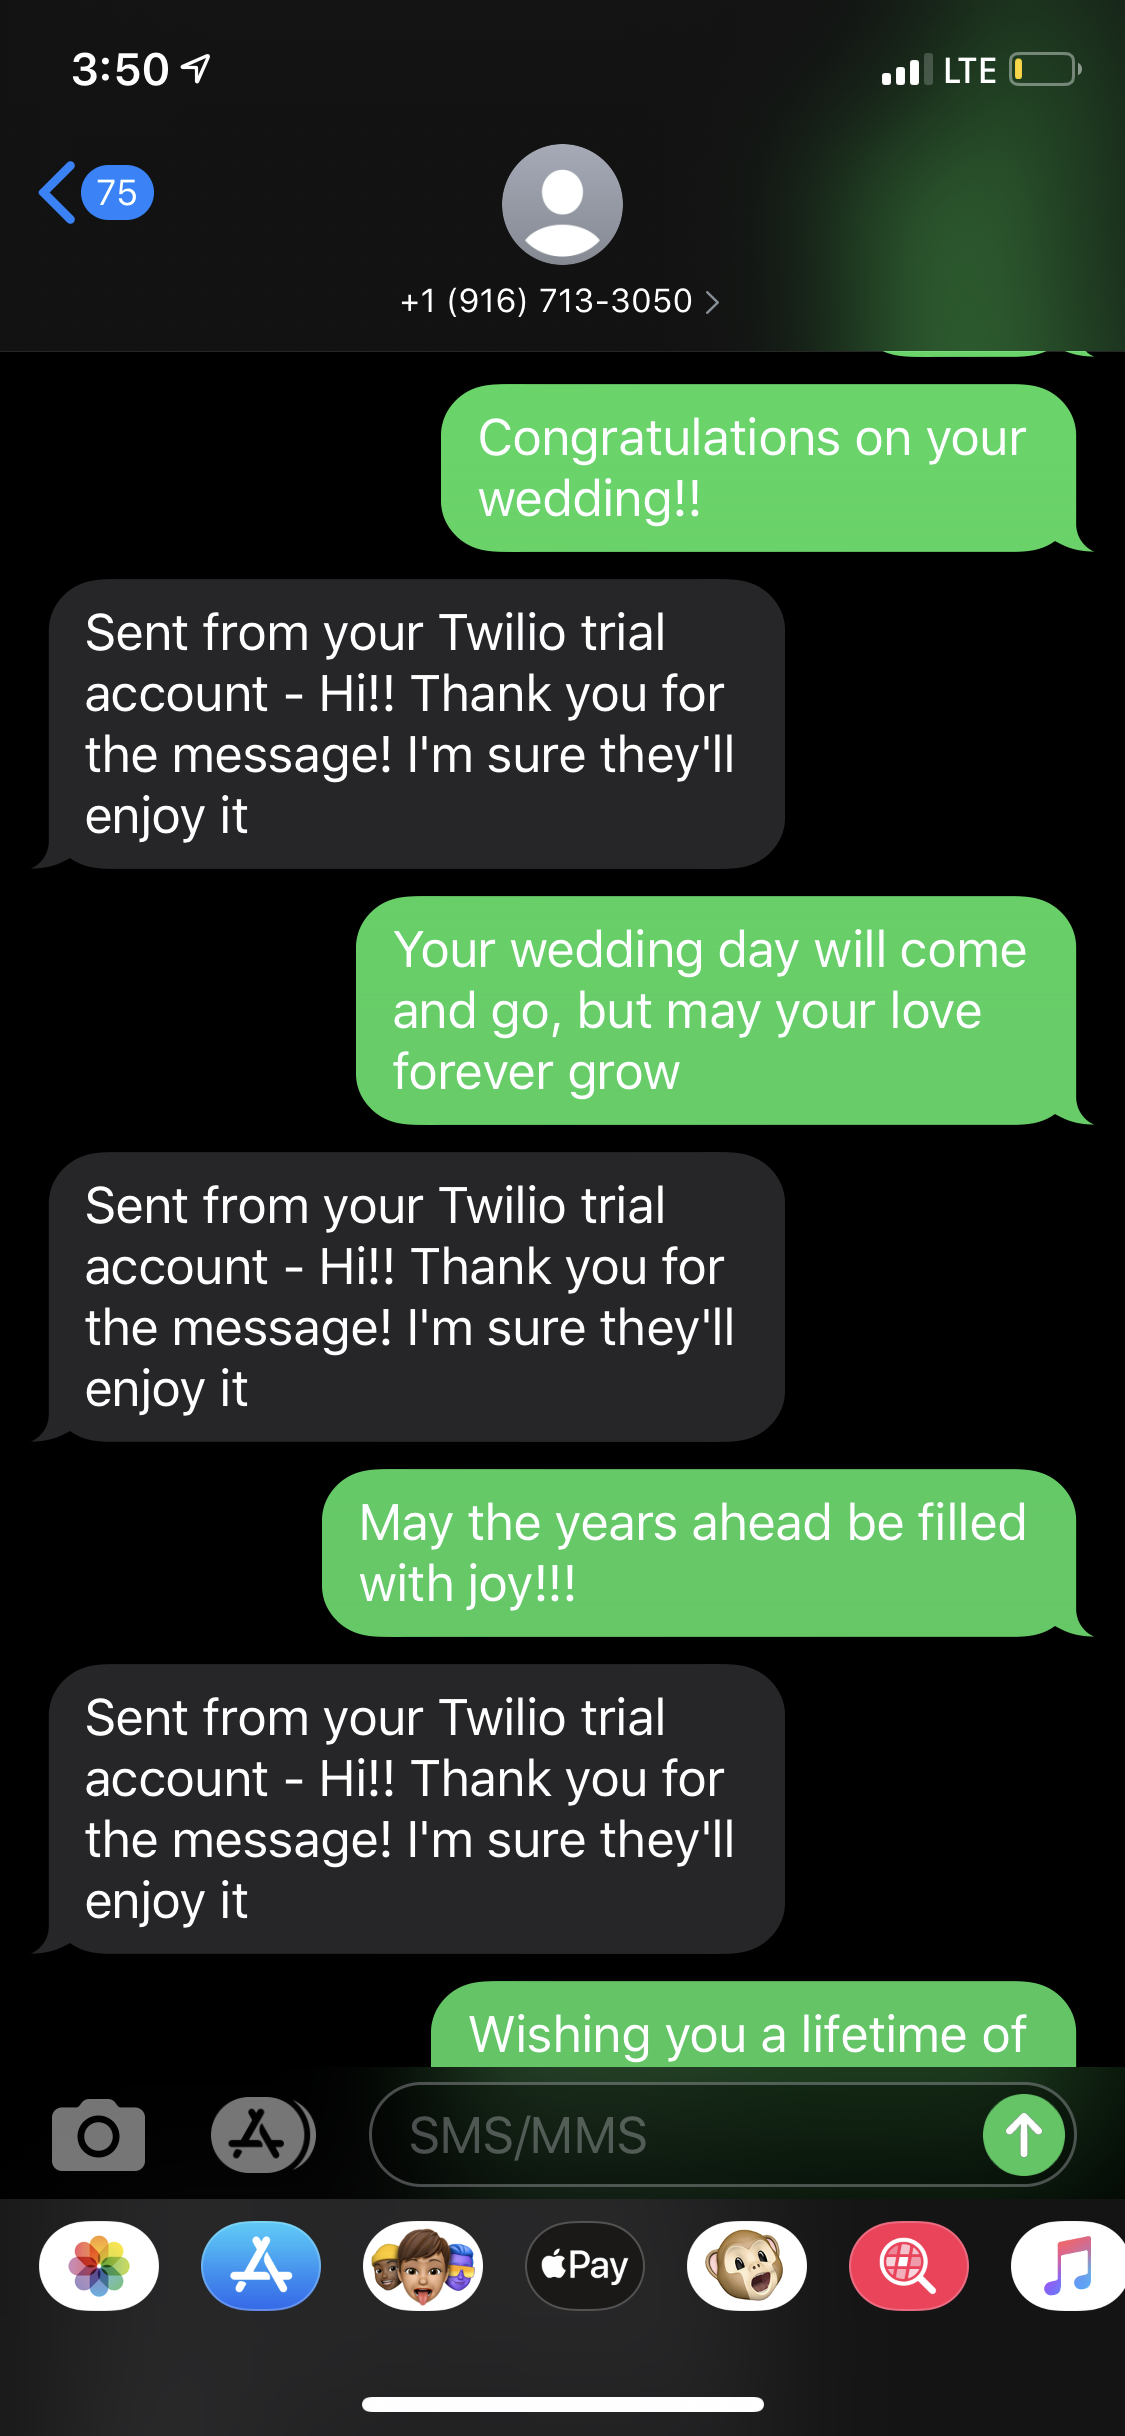 3:50
LTE
75
+1 (916) 713-3050
Congratulations on your
wedding!!
Sent from your Twilio trial
account - Hi!! Thank you for
the message! I'm sure they'll
enjoy it
Your wedding day will come
and go, but may your love
forever grow
Sent from your Twilio trial
account - Hi!! Thank you for
the message! I'm sure they'll
enjoy it
May the years ahead be filled
with joy!!!
Sent from your Twilio trial
account - Hi!! Thank you for
the message! I'm sure they'll
enjoy it
Wishing you a lifetime of
SMS/MMS
Pay